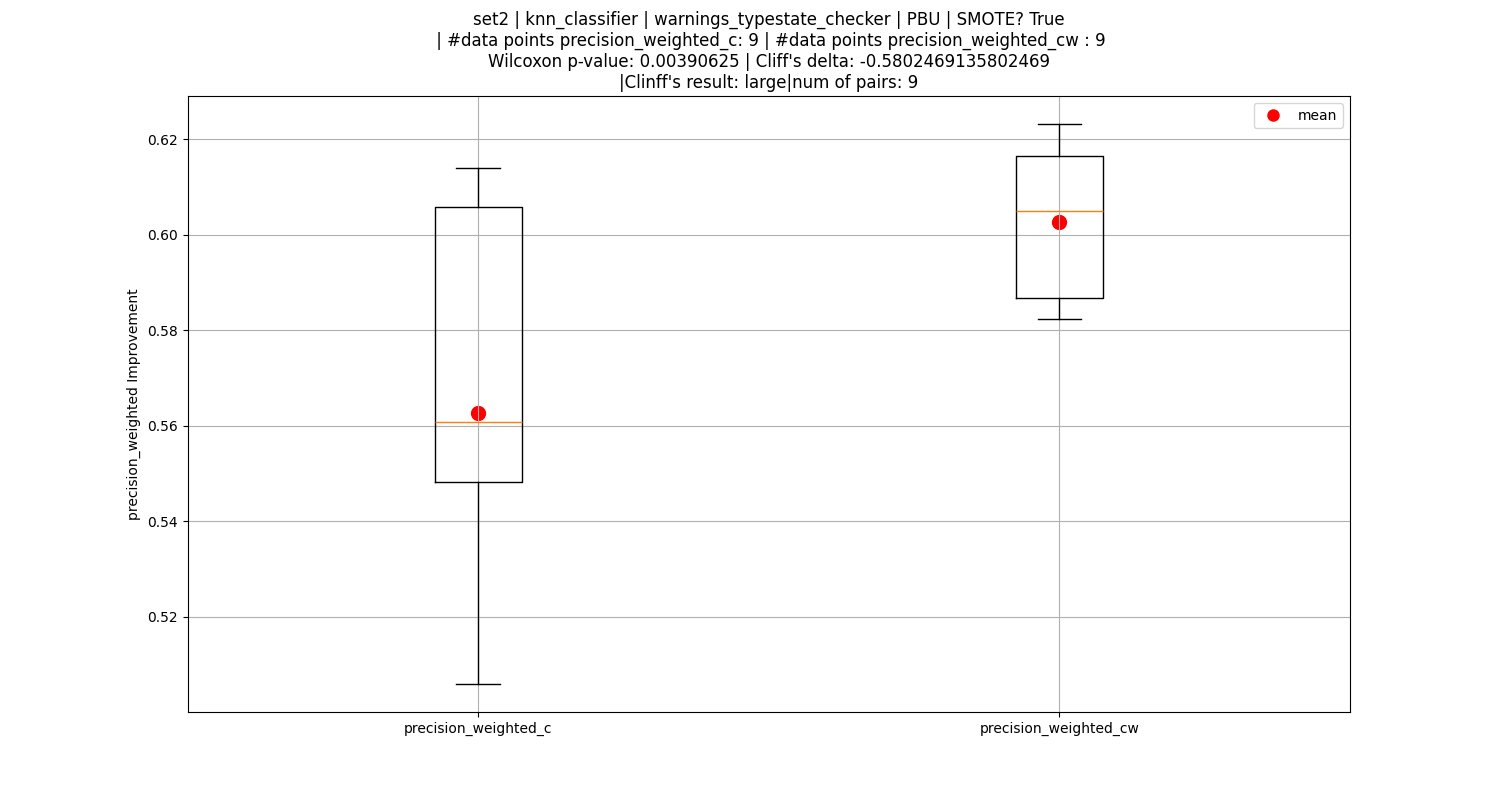 set2 | knn_classifier | warnings_typestate_checker | PBU | SMOTE? True
| #data points precision_weighted_c: 9 | #data points precision_weighted_cw : 9
Wilcoxon p-value: 0.00390625 | Cliff's delta: -0.5802469135802469
|Clinff's result: large|num of pairs: 9
mean
0.62
0.60
0.58
0.56
0.54
0.52
precision_weighted Improvement
precision_weighted_c
precision_weighted_cw